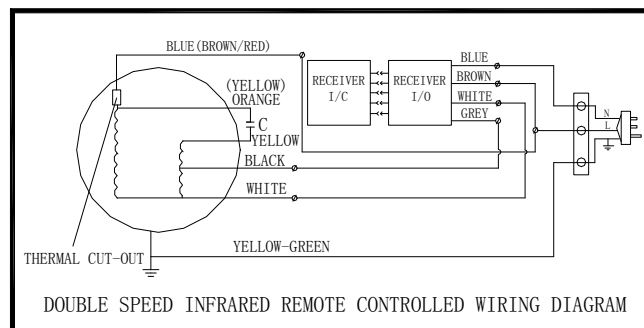 BLUE(BROWN/RED)
(YELLOW)
ORANGE
C
YELLOW
BLACK
WHITE
RECEIVER
I/C
RECEIVER
I/O
BLUE
BROWN
WHITE
GREY
N
L
YELLOW-GREEN
THERMAL CUT-OUT
DOUBLE SPEED INFRARED REMOTE CONTROLLED WIRING DIAGRAM